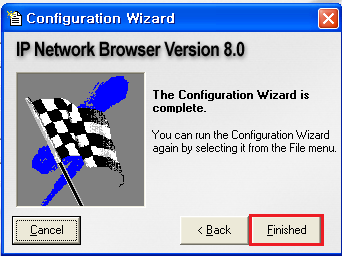 Configuration Wizard
IP Network Browser Version 8.0
The Configuration Wizard is
complete.
You can run the Configuration Wizard
again by selecting it from the File menu.
Cancel
< Back
Finished